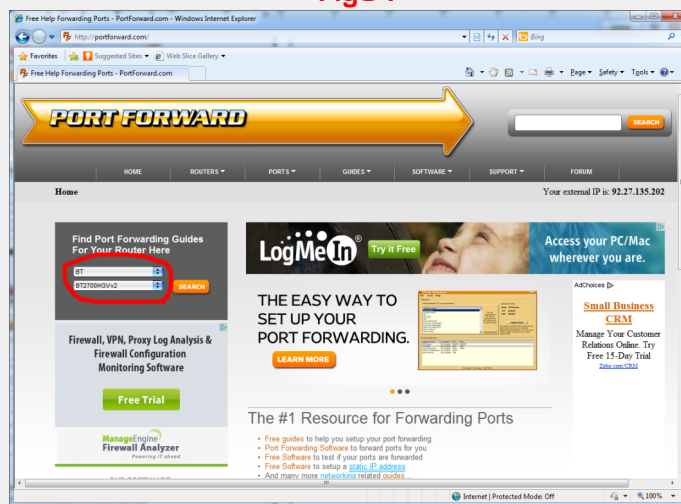 Free Help Forwarding Ports - PortForward.com - Windows Internet Explorer
http://portforward.com/
Bing
Favorites Suggested Sites Web Slice Gallery
Free Help Forwarding Ports - PortForward.com
Page Safety Tools
PORT FORWARD
SEARCH
HOME ROUTERS PORTS GUIDES SOFTWARE SUPPORT FORUM
Home
Your external IP is: 92.27.135.202
Find Port Forwarding Guides
For Your Router Here
BT
BT2700HGVv2
SEARCH
LogMeIn
Try it Free
Access your PC/Mac
wherever you are.
Firewall, VPN, Proxy Log Analysis &
Firewall Configuration
Monitoring Software
Free Trial
ManageEngine
Firewall Analyzer
Powering IT ahead
THE EASY WAY TO
SET UP YOUR
PORT FORWARDING.
LEARN MORE
AdChoices
Small Business
CRM
Manage Your Customer
Relations Online. Try
Free 15-Day Trial
Zoho.com/CRM
The #1 Resource for Forwarding Ports
• Free guides to help you setup your port forwarding
• Port Forwarding Software to forward ports for you
• Free Software to test if your ports are forwarded
• Free Software to setup a static IP address
• And many more networking related guides...
Internet | Protected Mode: Off
100%